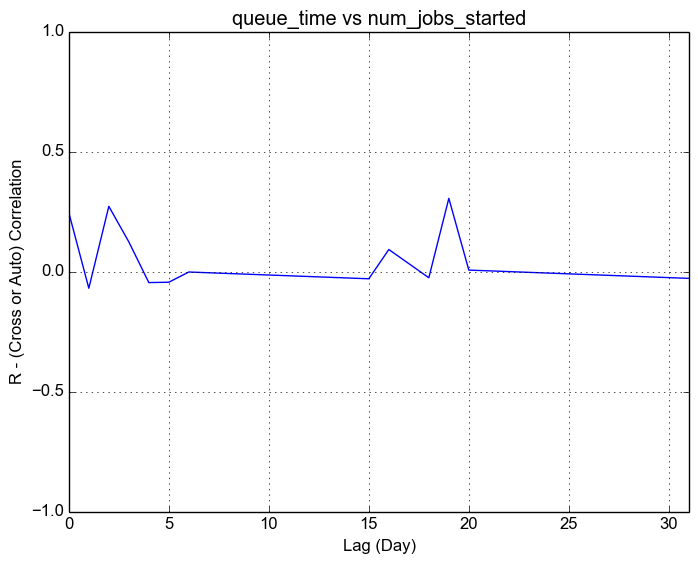 queue_time vs num_jobs_started
1.0
0.5
0.0
−0.5
−1.0
R - (Cross or Auto) Correlation
0 5 10 15 20 25 30
Lag (Day)